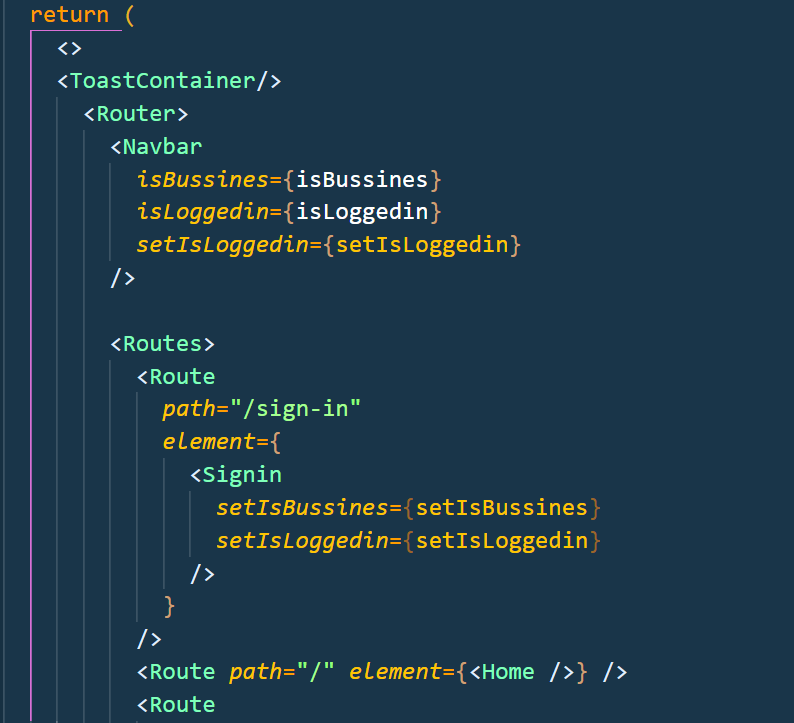 return (
<>
<ToastContainer/>
<Router>
<Navbar
isBussines={isBussines}
isLoggedin={isLoggedin}
setIsLoggedin={setIsLoggedin}
/>
<Routes>
<Route
path="/sign-in"
element={
<Signin
setIsBussines={setIsBussines}
setIsLoggedin={setIsLoggedin}
/>
}
/>
<Route path="/" element={<Home />} />
<Route